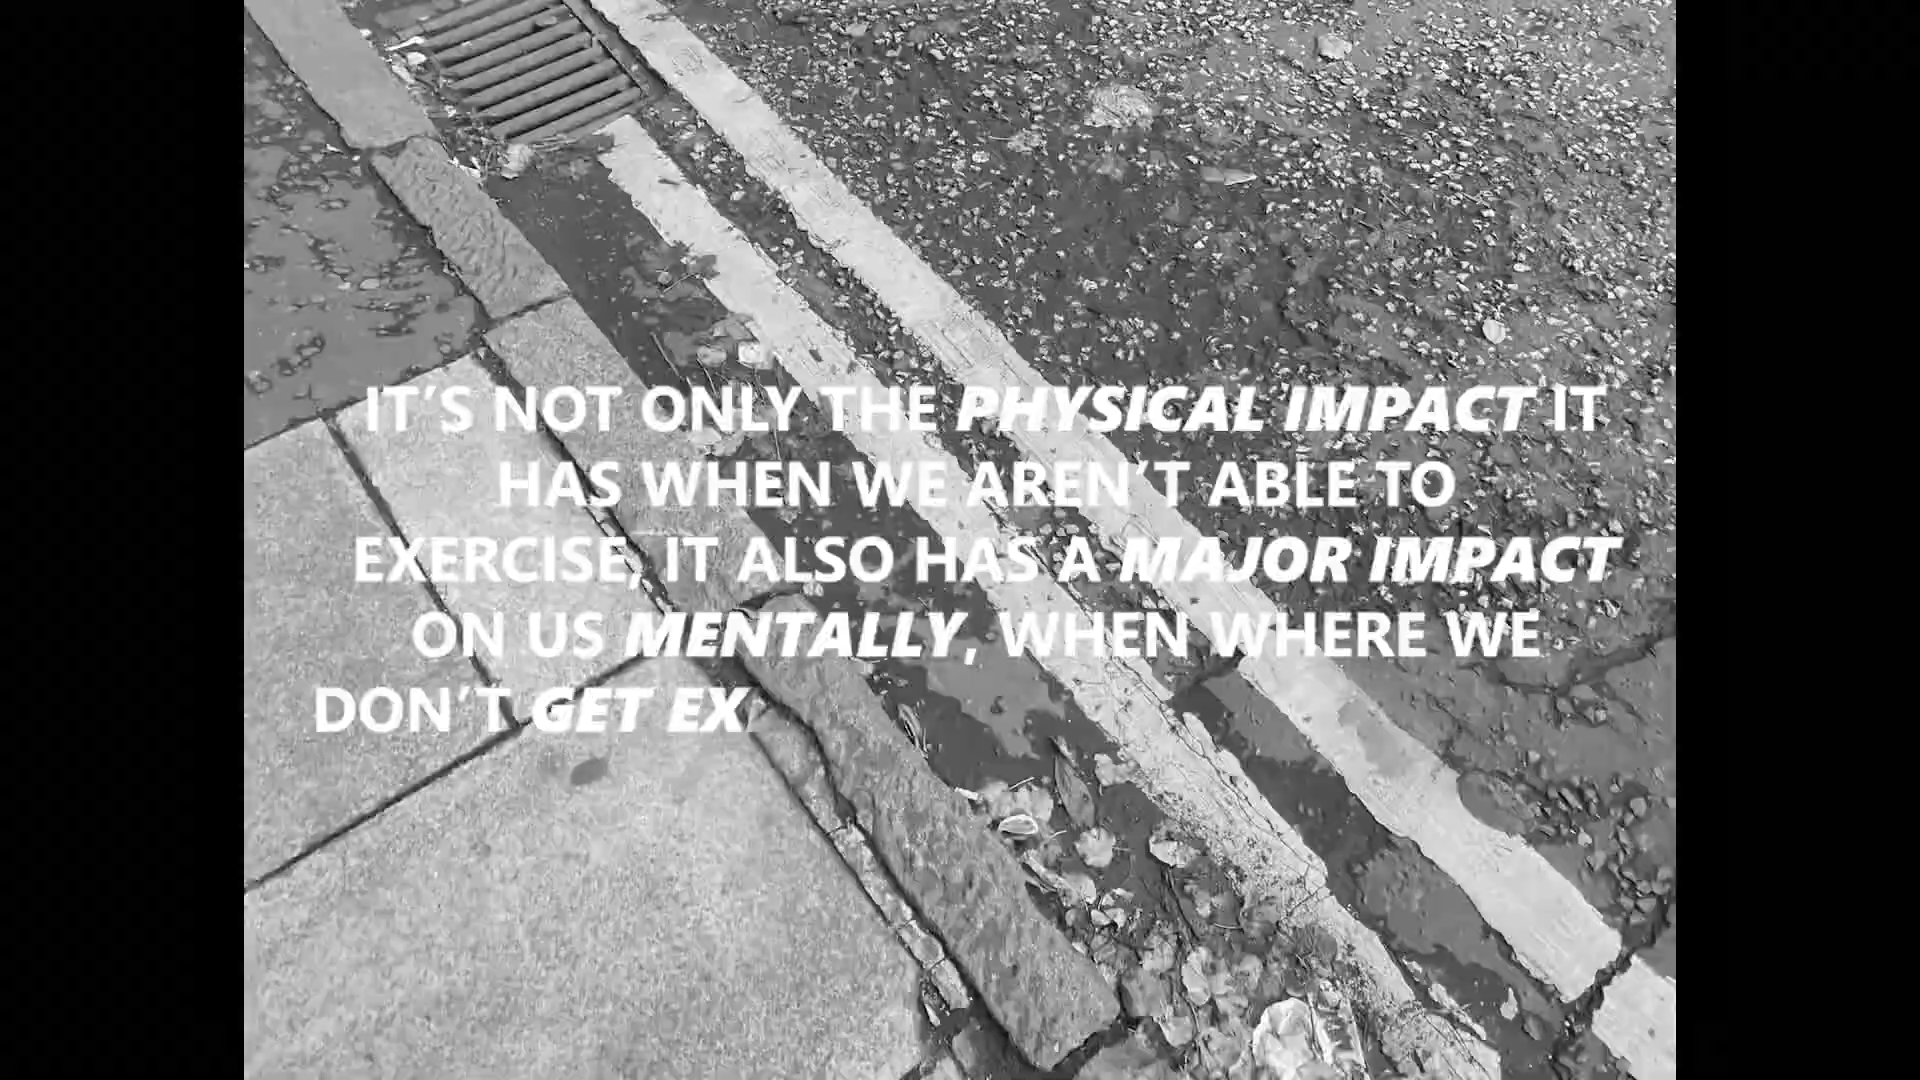 IT’S NOT ONLY THE PHYSICAL IMPACT IT
HAS WHEN WE AREN’T ABLE TO
EXERCISE, IT ALSO HAS A MAJOR IMPACT
ON US MENTALLY, WHEN WHERE WE
DON’T GET EX